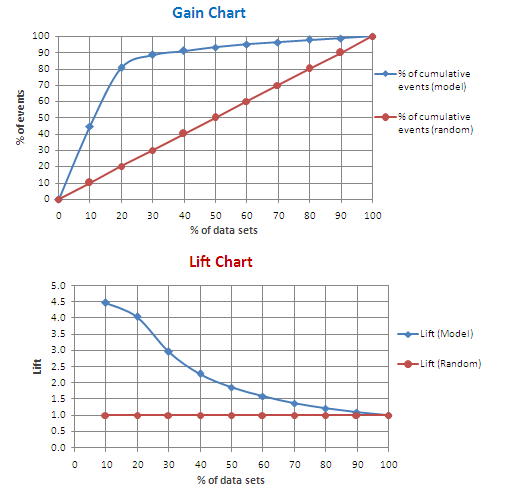 Gain Chart
100
90
80
70
60
50
40
30
20
10
0
% of events
0 10 20 30 40 50 60 70 80 90 100
% of data sets
% of cumulative
events (model)
% of cumulative
events (random)
Lift Chart
5.0
4.5
4.0
3.5
3.0
2.5
2.0
1.5
1.0
0.5
0.0
Lift
0 10 20 30 40 50 60 70 80 90 100
% of data sets
Lift (Model)
Lift (Random)